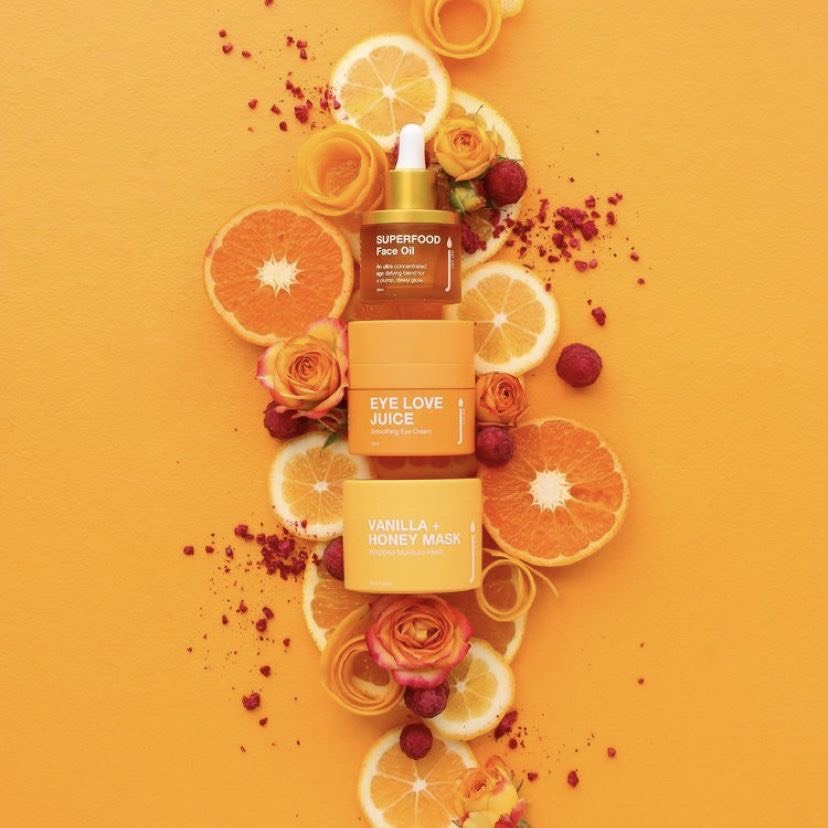 SUPERFOOD
Face Oil
An ultra concentrated
age defying blend for
a plump, dewy glow.
EYE LOVE
JUICE
Smoothing Eye Cream
VANILLA +
HONEY MASK
Whipped Moisture Mask